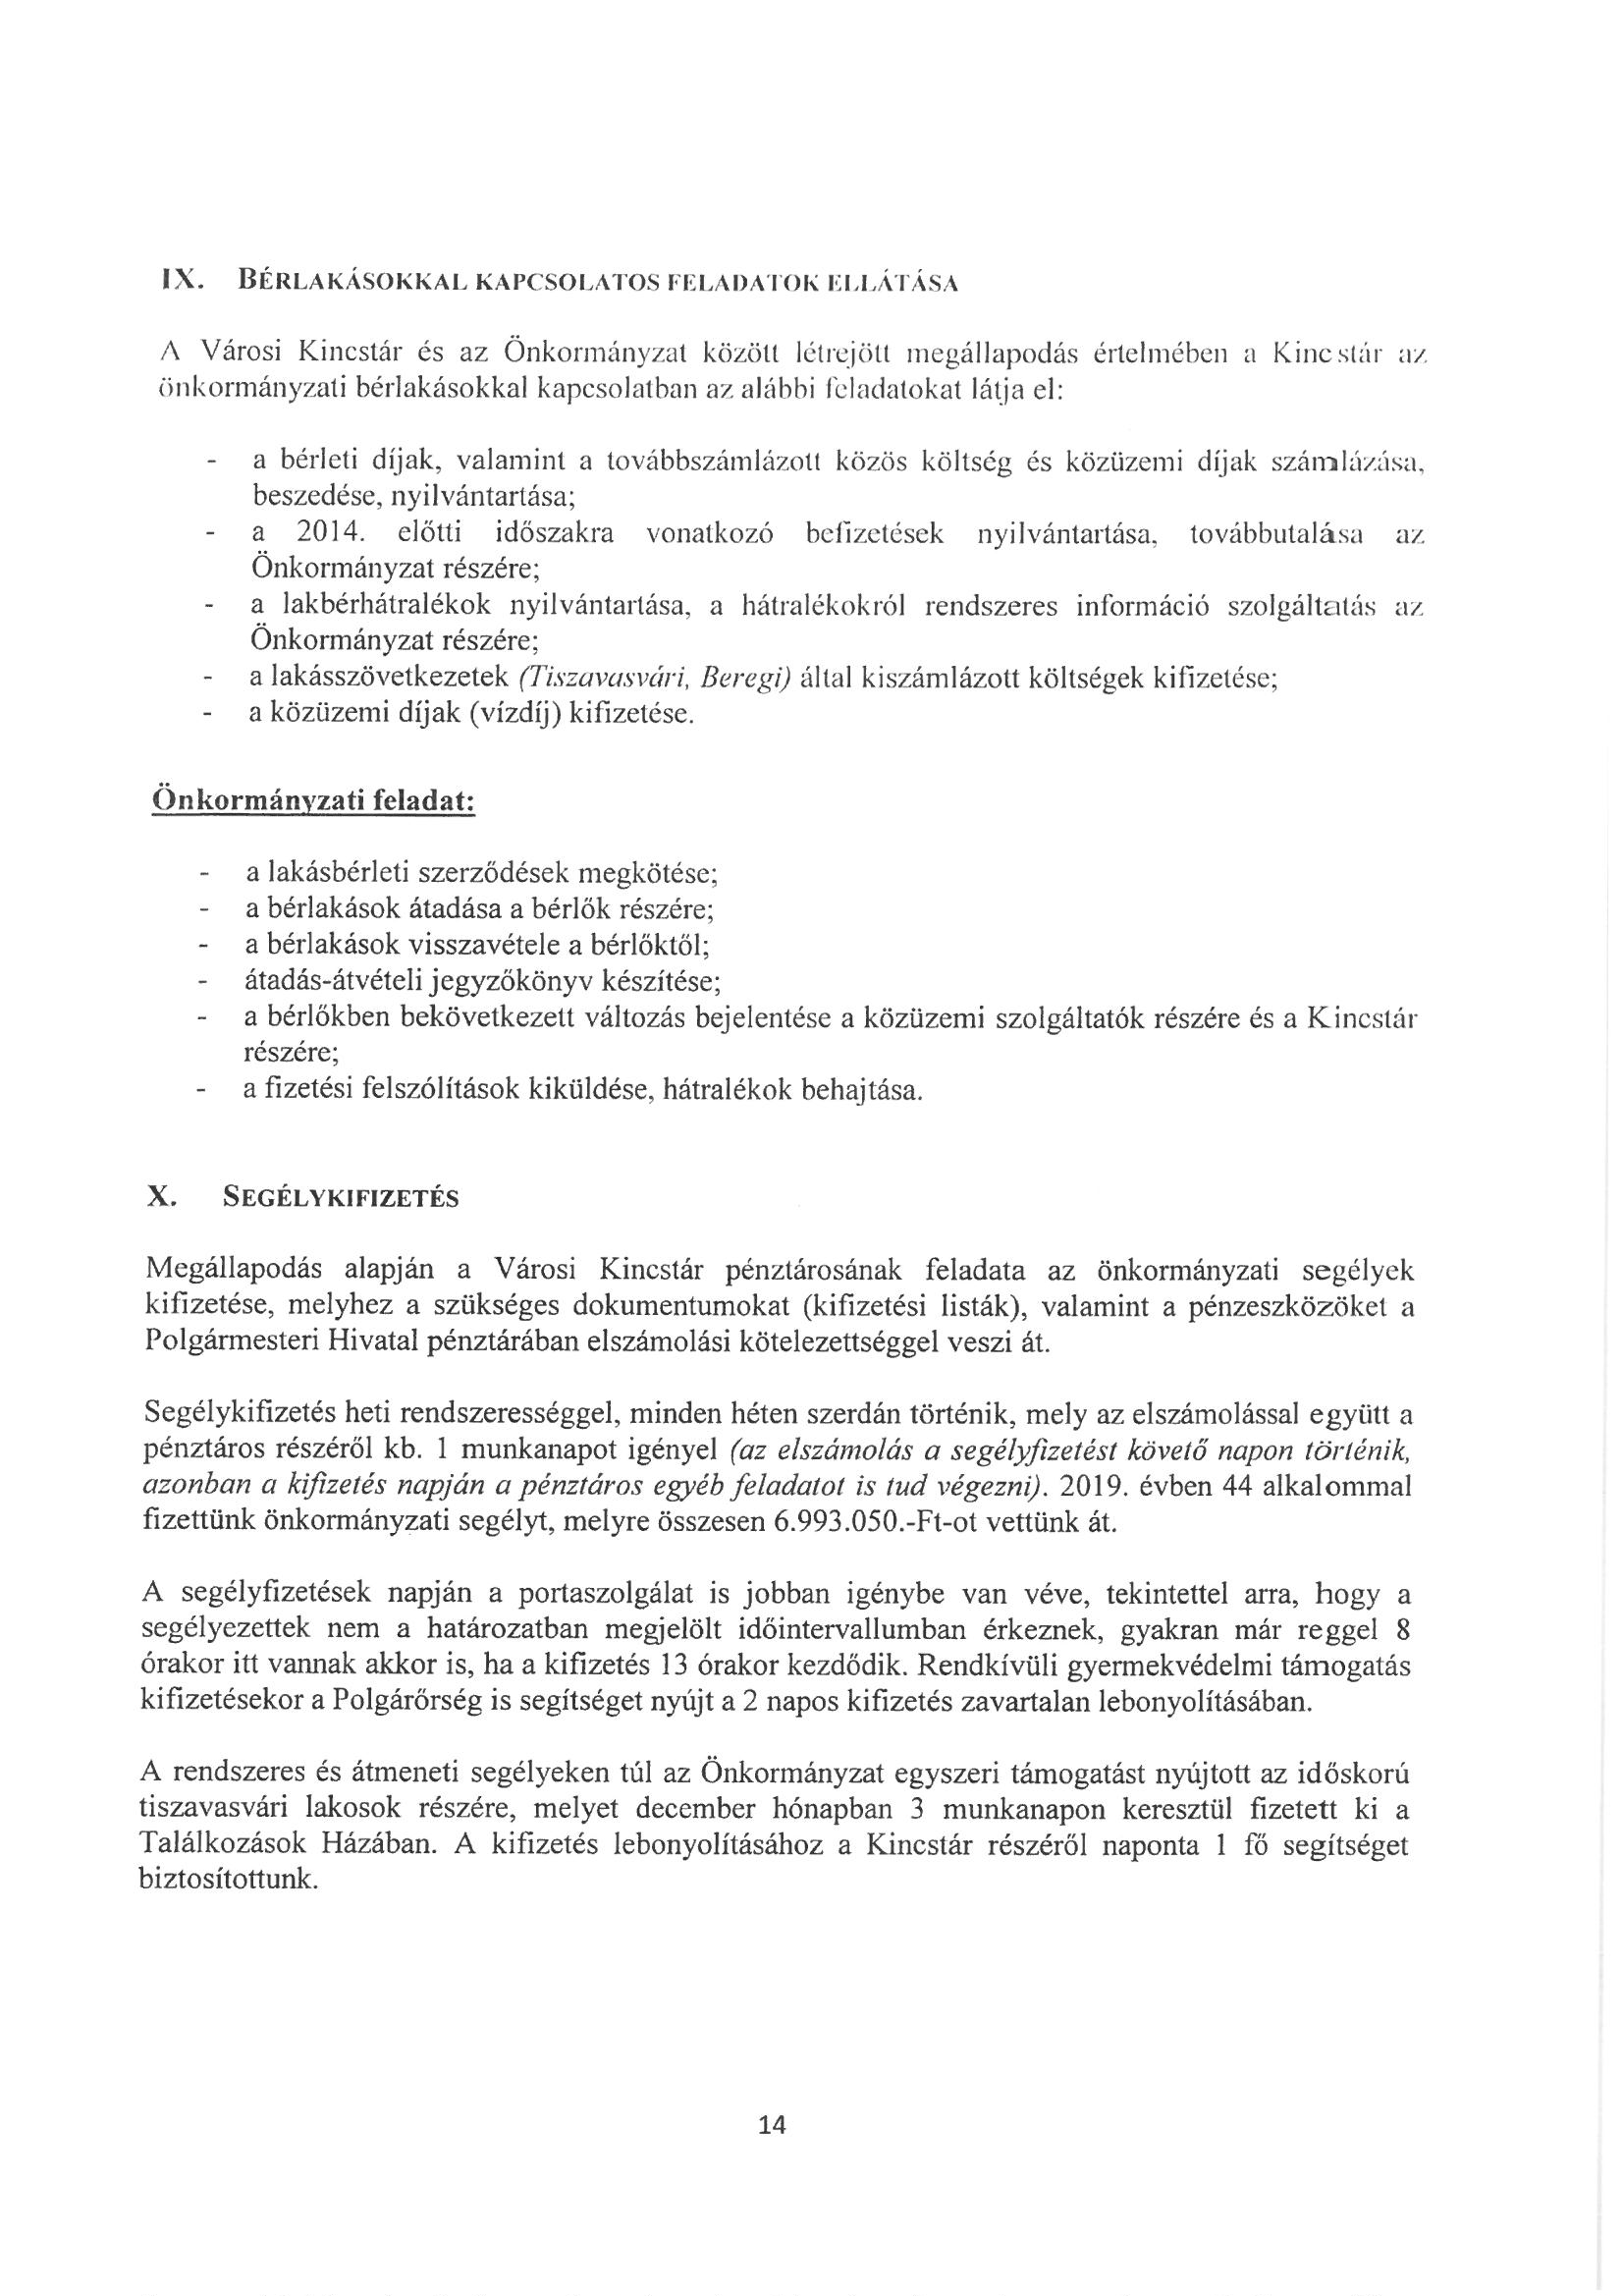 IX. BÉRLAKÁSOKKAL KAPCSOLATOS FELADATOK ELLÁTÁSA
A Városi Kincstár és az Önkormányzat között létrejött megállapodás értelmében a Kincstár az
önkormányzati bérlakásokkal kapcsolatban az alábbi feladatokat látja el:
- a bérleti díjak, valamint a továbbszámlázott közös költség és közüzemi díjak számlázása,
beszedése, nyilvántartása;
- a 2014. előtti időszakra vonatkozó befizetések nyilvántartása, továbbutalása az
Önkormányzat részére;
- a lakbérhátralékok nyilvántartása, a hátralékokról rendszeres információ szolgáltatás az
Önkormányzat részére;
- a lakásszövetkezetek (Tiszavasvári, Beregi) által kiszámlázott költségek kifizetése;
- a közüzemi díjak (vízdíj) kifizetése.
Önkormányzati feladat:
- a lakásbérleti szerződések megkötése;
- a bérlakások átadása a bérlők részére;
- a bérlakások visszavétele a bérlőktől;
- átadás-átvételi jegyzőkönyv készítése;
- a bérlőkben bekövetkezett változás bejelentése a közüzemi szolgáltatók részére és a Kincstár
részére;
- a fizetési felszólítások kiküldése, hátralékok behajtása.
X. SEGÉLYKIFIZETÉS
Megállapodás alapján a Városi Kincstár pénztárosának feladata az önkormányzati segélyek
kifizetése, melyhez a szükséges dokumentumokat (kifizetési listák), valamint a pénzeszközöket a
Polgármesteri Hivatal pénztárában elszámolási kötelezettséggel veszi át.
Segélykifizetés heti rendszerességgel, minden héten szerdán történik, mely az elszámolással együtt a
pénztáros részéről kb. 1 munkanapot igényel (az elszámolás a segélyfizetést követő napon történik,
azonban a kifizetés napján a pénztáros egyéb feladatot is tud végezni). 2019. évben 44 alkalommal
fizettünk önkormányzati segélyt, melyre összesen 6.993.050.-Ft-ot vettünk át.
A segélyfizetések napján a portaszolgálat is jobban igénybe van véve, tekintettel arra, hogy a
segélyezettek nem a határozatban megjelölt időintervallumban érkeznek, gyakran már reggel 8
órakor itt vannak akkor is, ha a kifizetés 13 órakor kezdődik. Rendkívüli gyermekvédelmi támogatás
kifizetésekor a Polgárőrség is segítséget nyújt a 2 napos kifizetés zavartalan lebonyolításában.
A rendszeres és átmeneti segélyeken túl az Önkormányzat egyszeri támogatást nyújtott az időskorú
tiszavasvári lakosok részére, melyet december hónapban 3 munkanapon keresztül fizetett ki a
Találkozások Házában. A kifizetés lebonyolításához a Kincstár részéről naponta 1 fő segítséget
biztosítottunk.
14